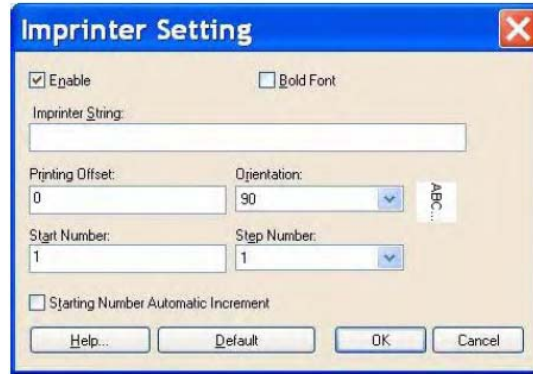 Imprinter Setting
Enable Bold Font
Imprinter String:
Printing Offset: Orientation:
0 90 ABC...
Start Number: Step Number:
1 1
Starting Number Automatic Increment
Help... Default OK Cancel